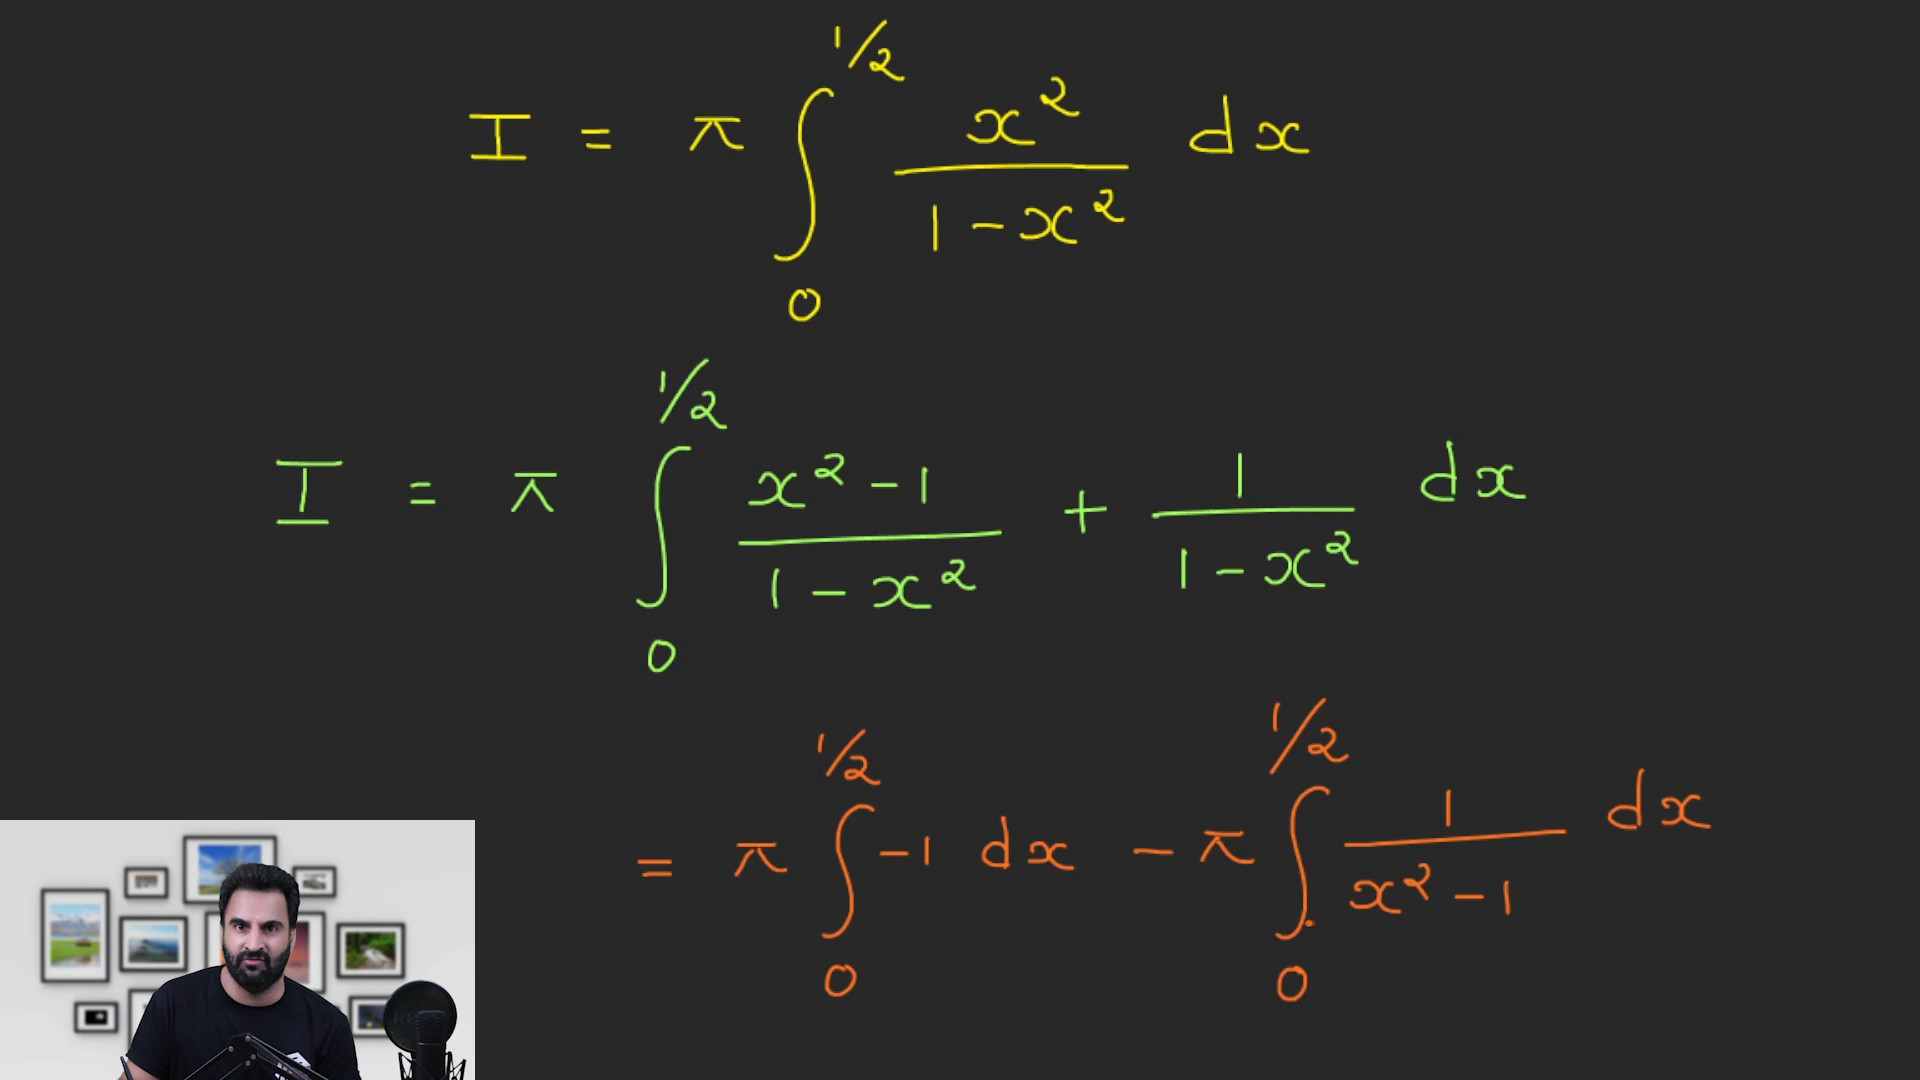 I = π ∫₀^{1/2} x²/(1-x²) dx
I = π ∫₀^{1/2} (x²-1)/(1-x²) + 1/(1-x²) dx
= π ∫₀^{1/2} -1 dx - π ∫₀^{1/2} 1/(x²-1) dx